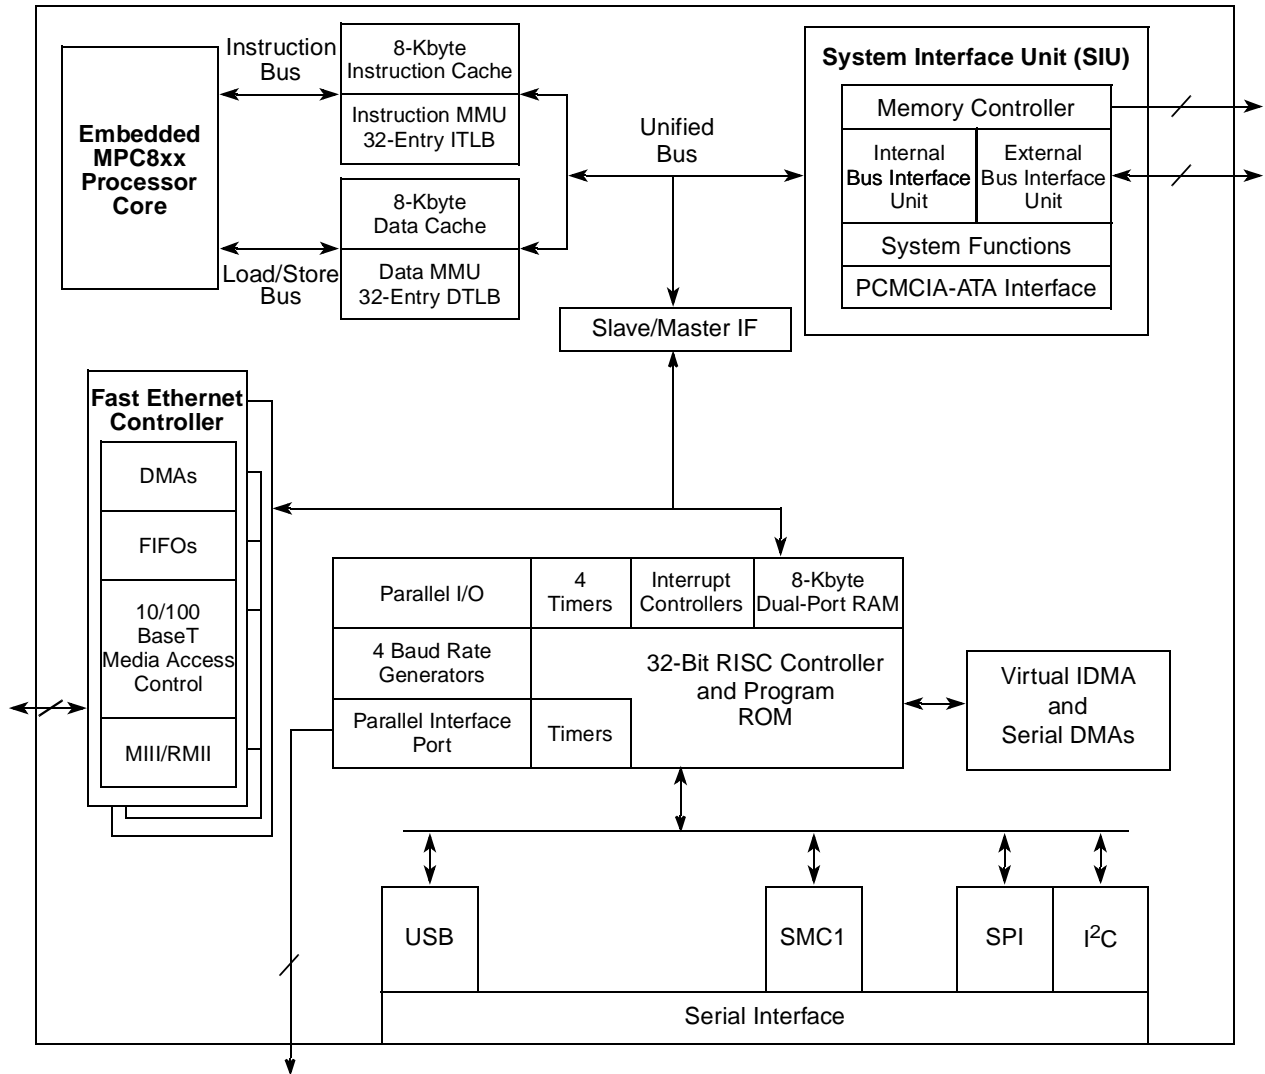 Embedded
MPC8xx
Processor
Core
Instruction
Bus
Load/Store
Bus
8-Kbyte
Instruction Cache
Instruction MMU
32-Entry ITLB
8-Kbyte
Data Cache
Data MMU
32-Entry DTLB
Unified
Bus
System Interface Unit (SIU)
Memory Controller
Internal
Bus Interface
Unit
External
Bus Interface
Unit
System Functions
PCMCIA-ATA Interface
Slave/Master IF
Fast Ethernet
Controller
DMAs
FIFOs
10/100
BaseT
Media Access
Control
MIII/RMII
Parallel I/O
4
Timers
Interrupt
Controllers
8-Kbyte
Dual-Port RAM
4 Baud Rate
Generators
32-Bit RISC Controller
and Program
ROM
Parallel Interface
Port
Timers
Virtual IDMA
and
Serial DMAs
USB
SMC1
SPI
I²C
Serial Interface